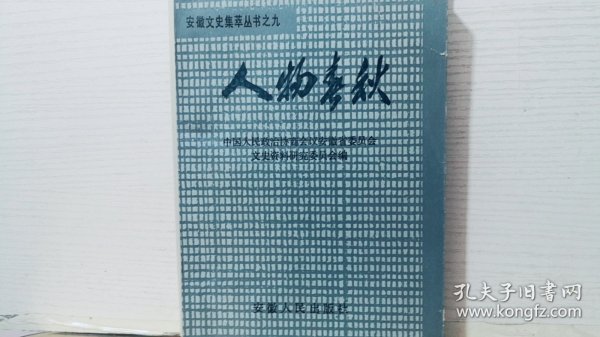 安徽文史集萃丛书之九
人物春秋
中国人民政治协商会议安徽省委员会
文史资料研究委员会编
安徽人民出版社
孔夫子旧书网
www.kongfz.com